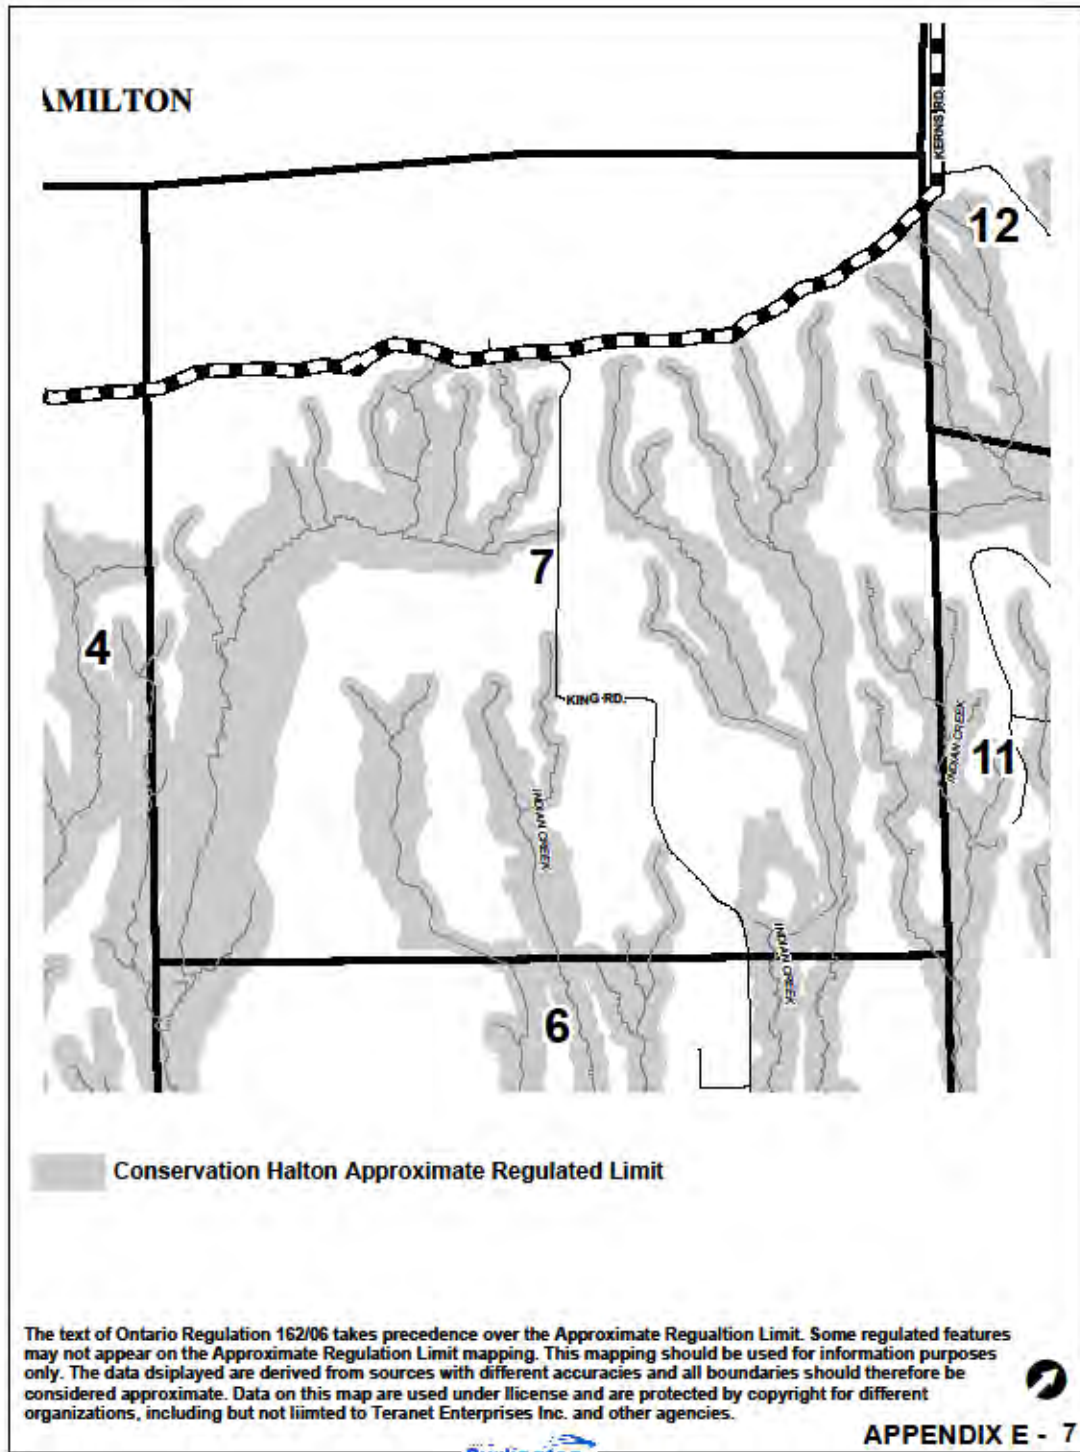 AMILTON
KERNS RD.
12
7
4
KING RD.
INDIAN CREEK
11
INDIAN CREEK
INDIAN CREEK
6
Conservation Halton Approximate Regulated Limit
The text of Ontario Regulation 162/06 takes precedence over the Approximate Regualtion Limit. Some regulated features
may not appear on the Approximate Regulation Limit mapping. This mapping should be used for information purposes
only. The data dsiplayed are derived from sources with different accuracies and all boundaries should therefore be
considered approximate. Data on this map are used under llicense and are protected by copyright for different
organizations, including but not liimted to Teranet Enterprises Inc. and other agencies.
APPENDIX E - 7